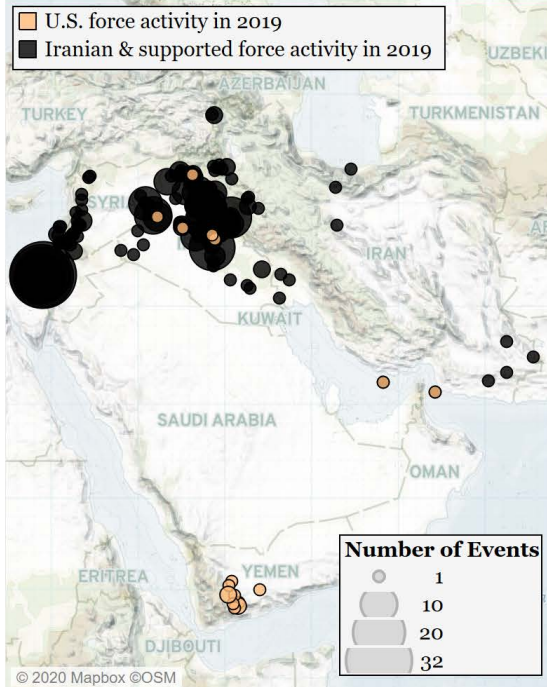 U.S. force activity in 2019
Iranian & supported force activity in 2019
UZBEKI
AZERBAIJAN
TURKEY
TURKMENISTAN
SYRI
IRAN
KUWAIT
SAUDI ARABIA
OMAN
Number of Events
1
10
20
32
ERITREA
YEMEN
DJIBOUTI
© 2020 Mapbox ©OSM